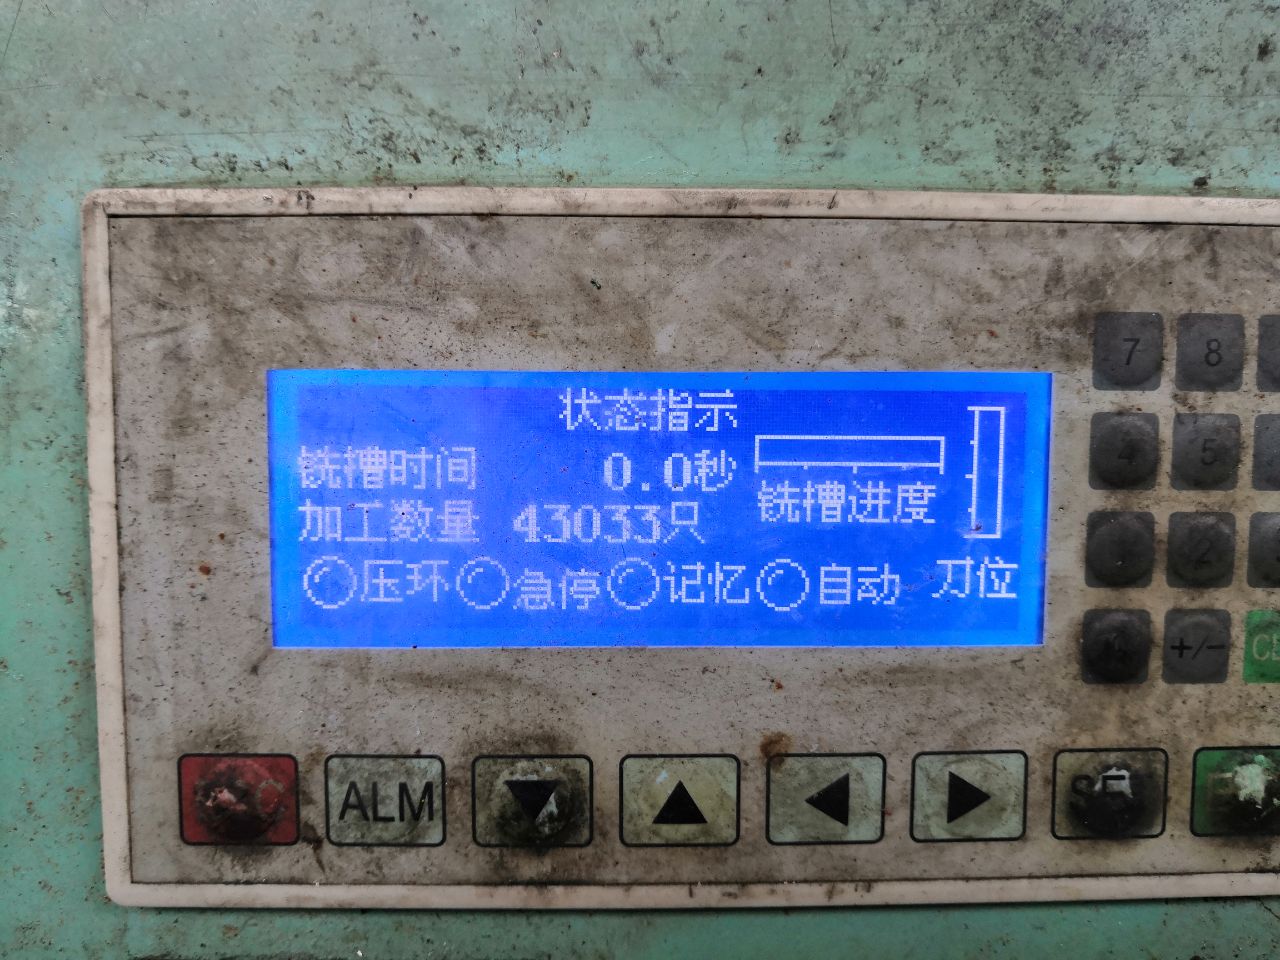 状态指示
铣槽时间 0.0秒
加工数量 43033只
铣槽进度
压环 急停 记忆 自动 刀位
7 8
4 5
2
+/-
ALM